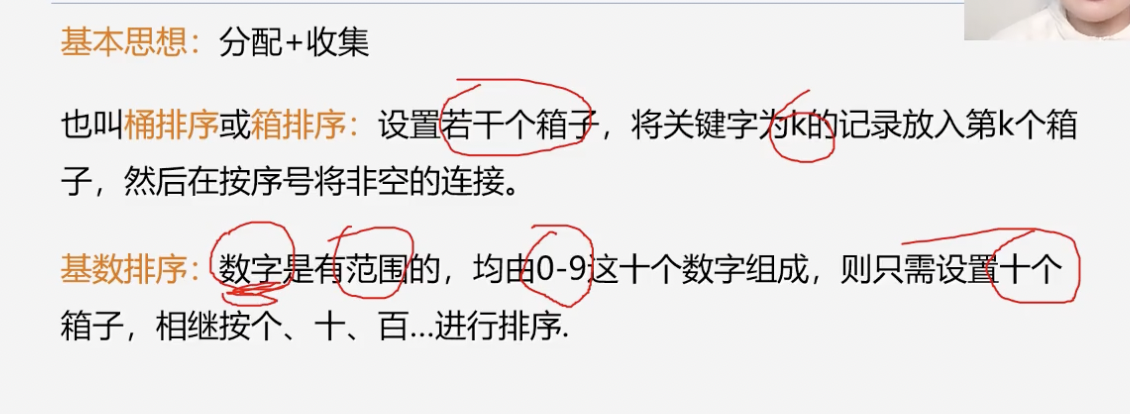 基本思想：分配+收集
也叫桶排序或箱排序：设置若干个箱子，将关键字为k的记录放入第k个箱
子，然后在按序号将非空的连接。
基数排序：数字是有范围的，均由0-9这十个数字组成，则只需设置十个
箱子，相继按个、十、百...进行排序.